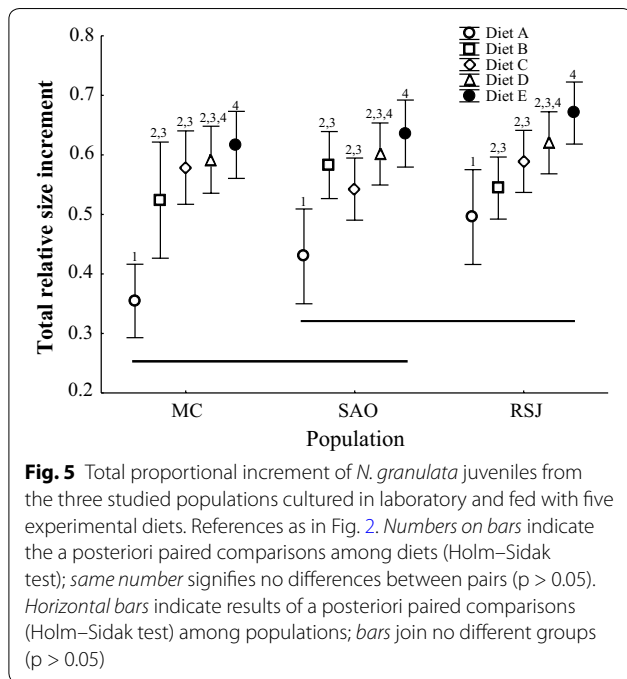 0.8
0.7
0.6
0.5
0.4
0.3
0.2
Total relative size increment
Diet A
Diet B
Diet C
Diet D
Diet E
1
2,3
2,3
2,3,4
4
1
2,3
2,3
2,3,4
4
1
2,3
2,3
2,3,4
4
MC SAO RSJ
Population
Fig. 5 Total proportional increment of N. granulata juveniles from
the three studied populations cultured in laboratory and fed with five
experimental diets. References as in Fig. 2. Numbers on bars indicate
the a posteriori paired comparisons among diets (Holm–Sidak
test); same number signifies no differences between pairs (p > 0.05).
Horizontal bars indicate results of a posteriori paired comparisons
(Holm–Sidak test) among populations; bars join no different groups
(p > 0.05)